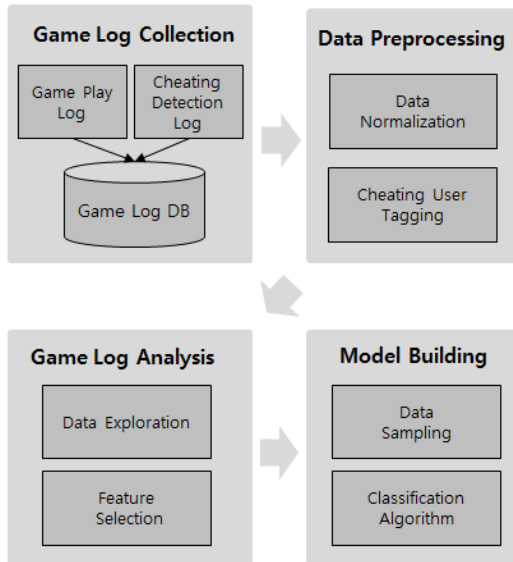 Game Log Collection
Game Play
Log
Cheating
Detection
Log
Game Log DB
Data Preprocessing
Data
Normalization
Cheating User
Tagging
Game Log Analysis
Data Exploration
Feature
Selection
Model Building
Data
Sampling
Classification
Algorithm